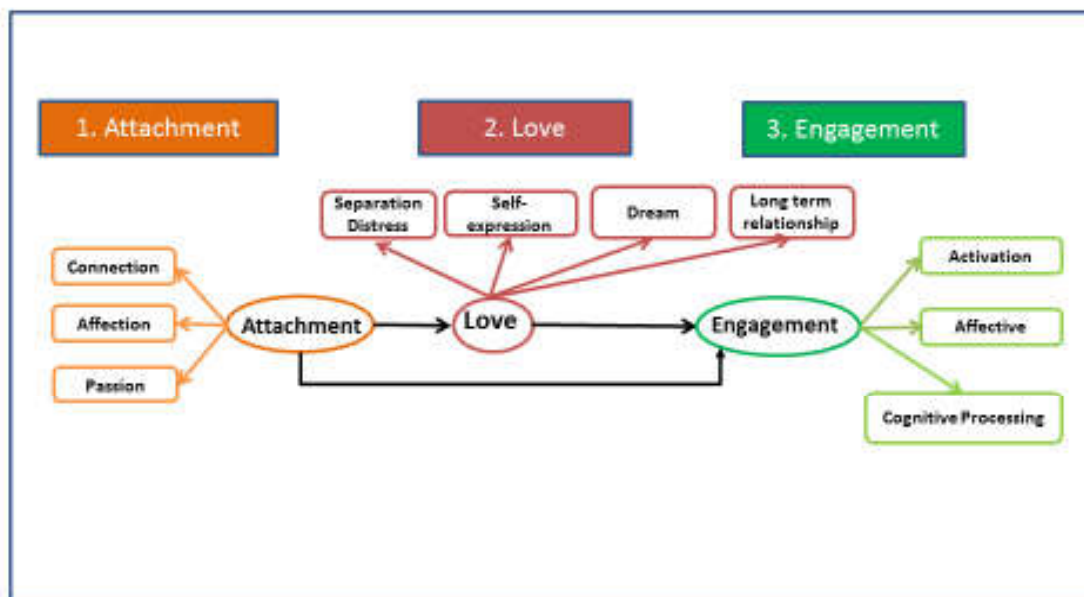 1. Attachment
2. Love
3. Engagement
Separation
Distress
Self-
expression
Dream
Long term
relationship
Connection
Affection
Passion
Attachment
Love
Engagement
Activation
Affective
Cognitive Processing